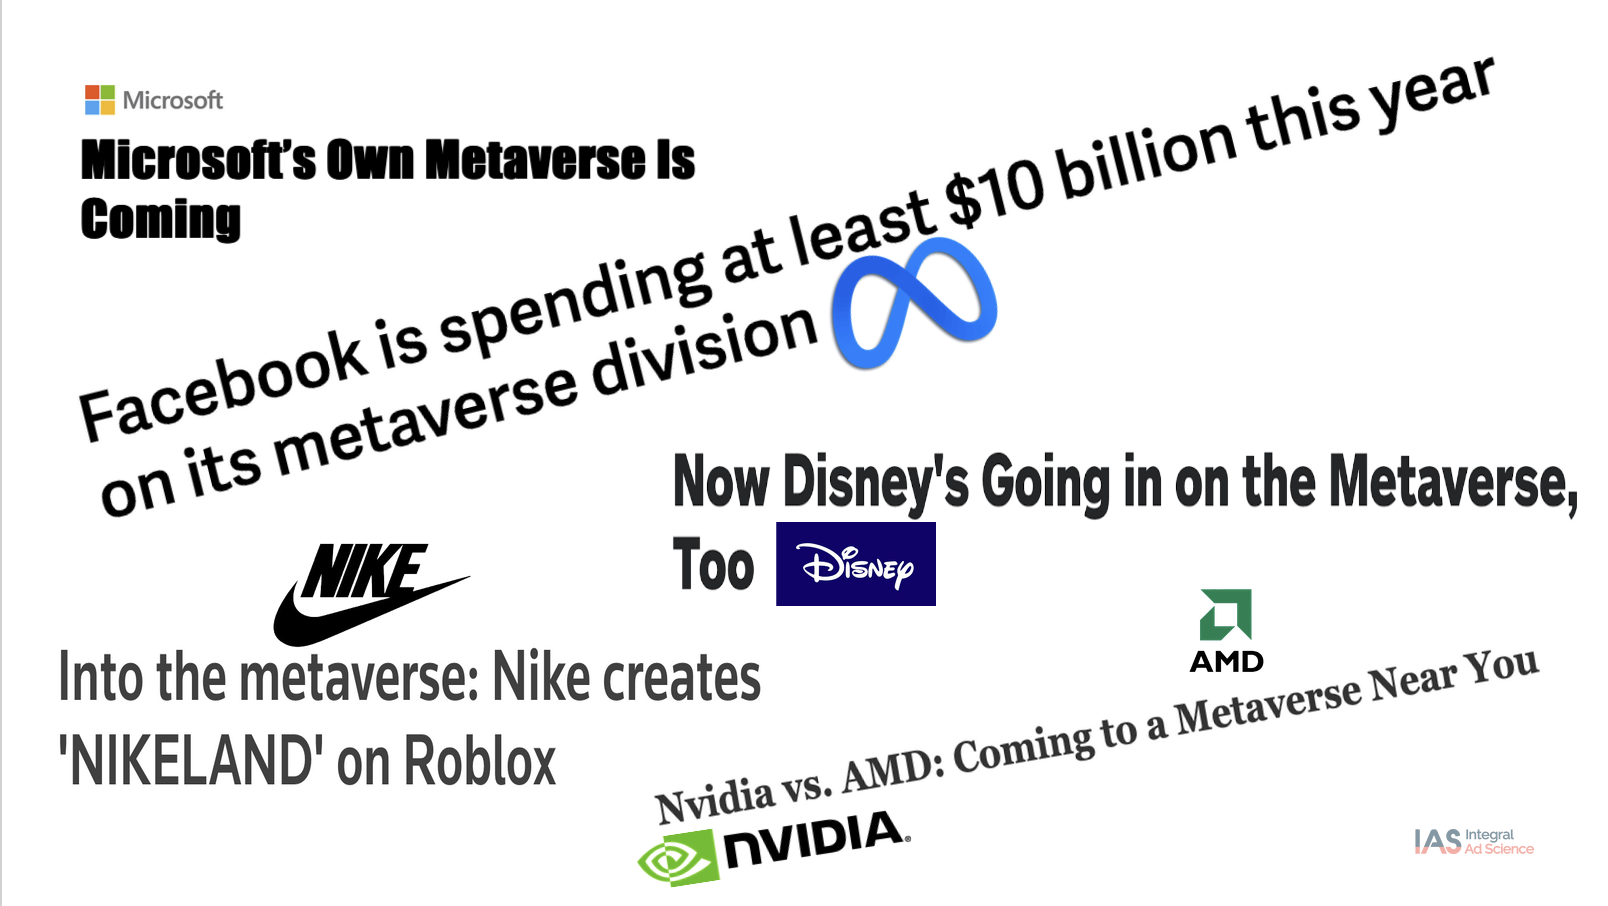 Microsoft
Microsoft’s Own Metaverse Is
Coming
Facebook is spending at least $10 billion this year
on its metaverse division
Now Disney's Going in on the Metaverse,
Too
Disney
NIKE
Into the metaverse: Nike creates
'NIKELAND' on Roblox
AMD
Nvidia vs. AMD: Coming to a Metaverse Near You
NVIDIA®
IAS Integral
Ad Science